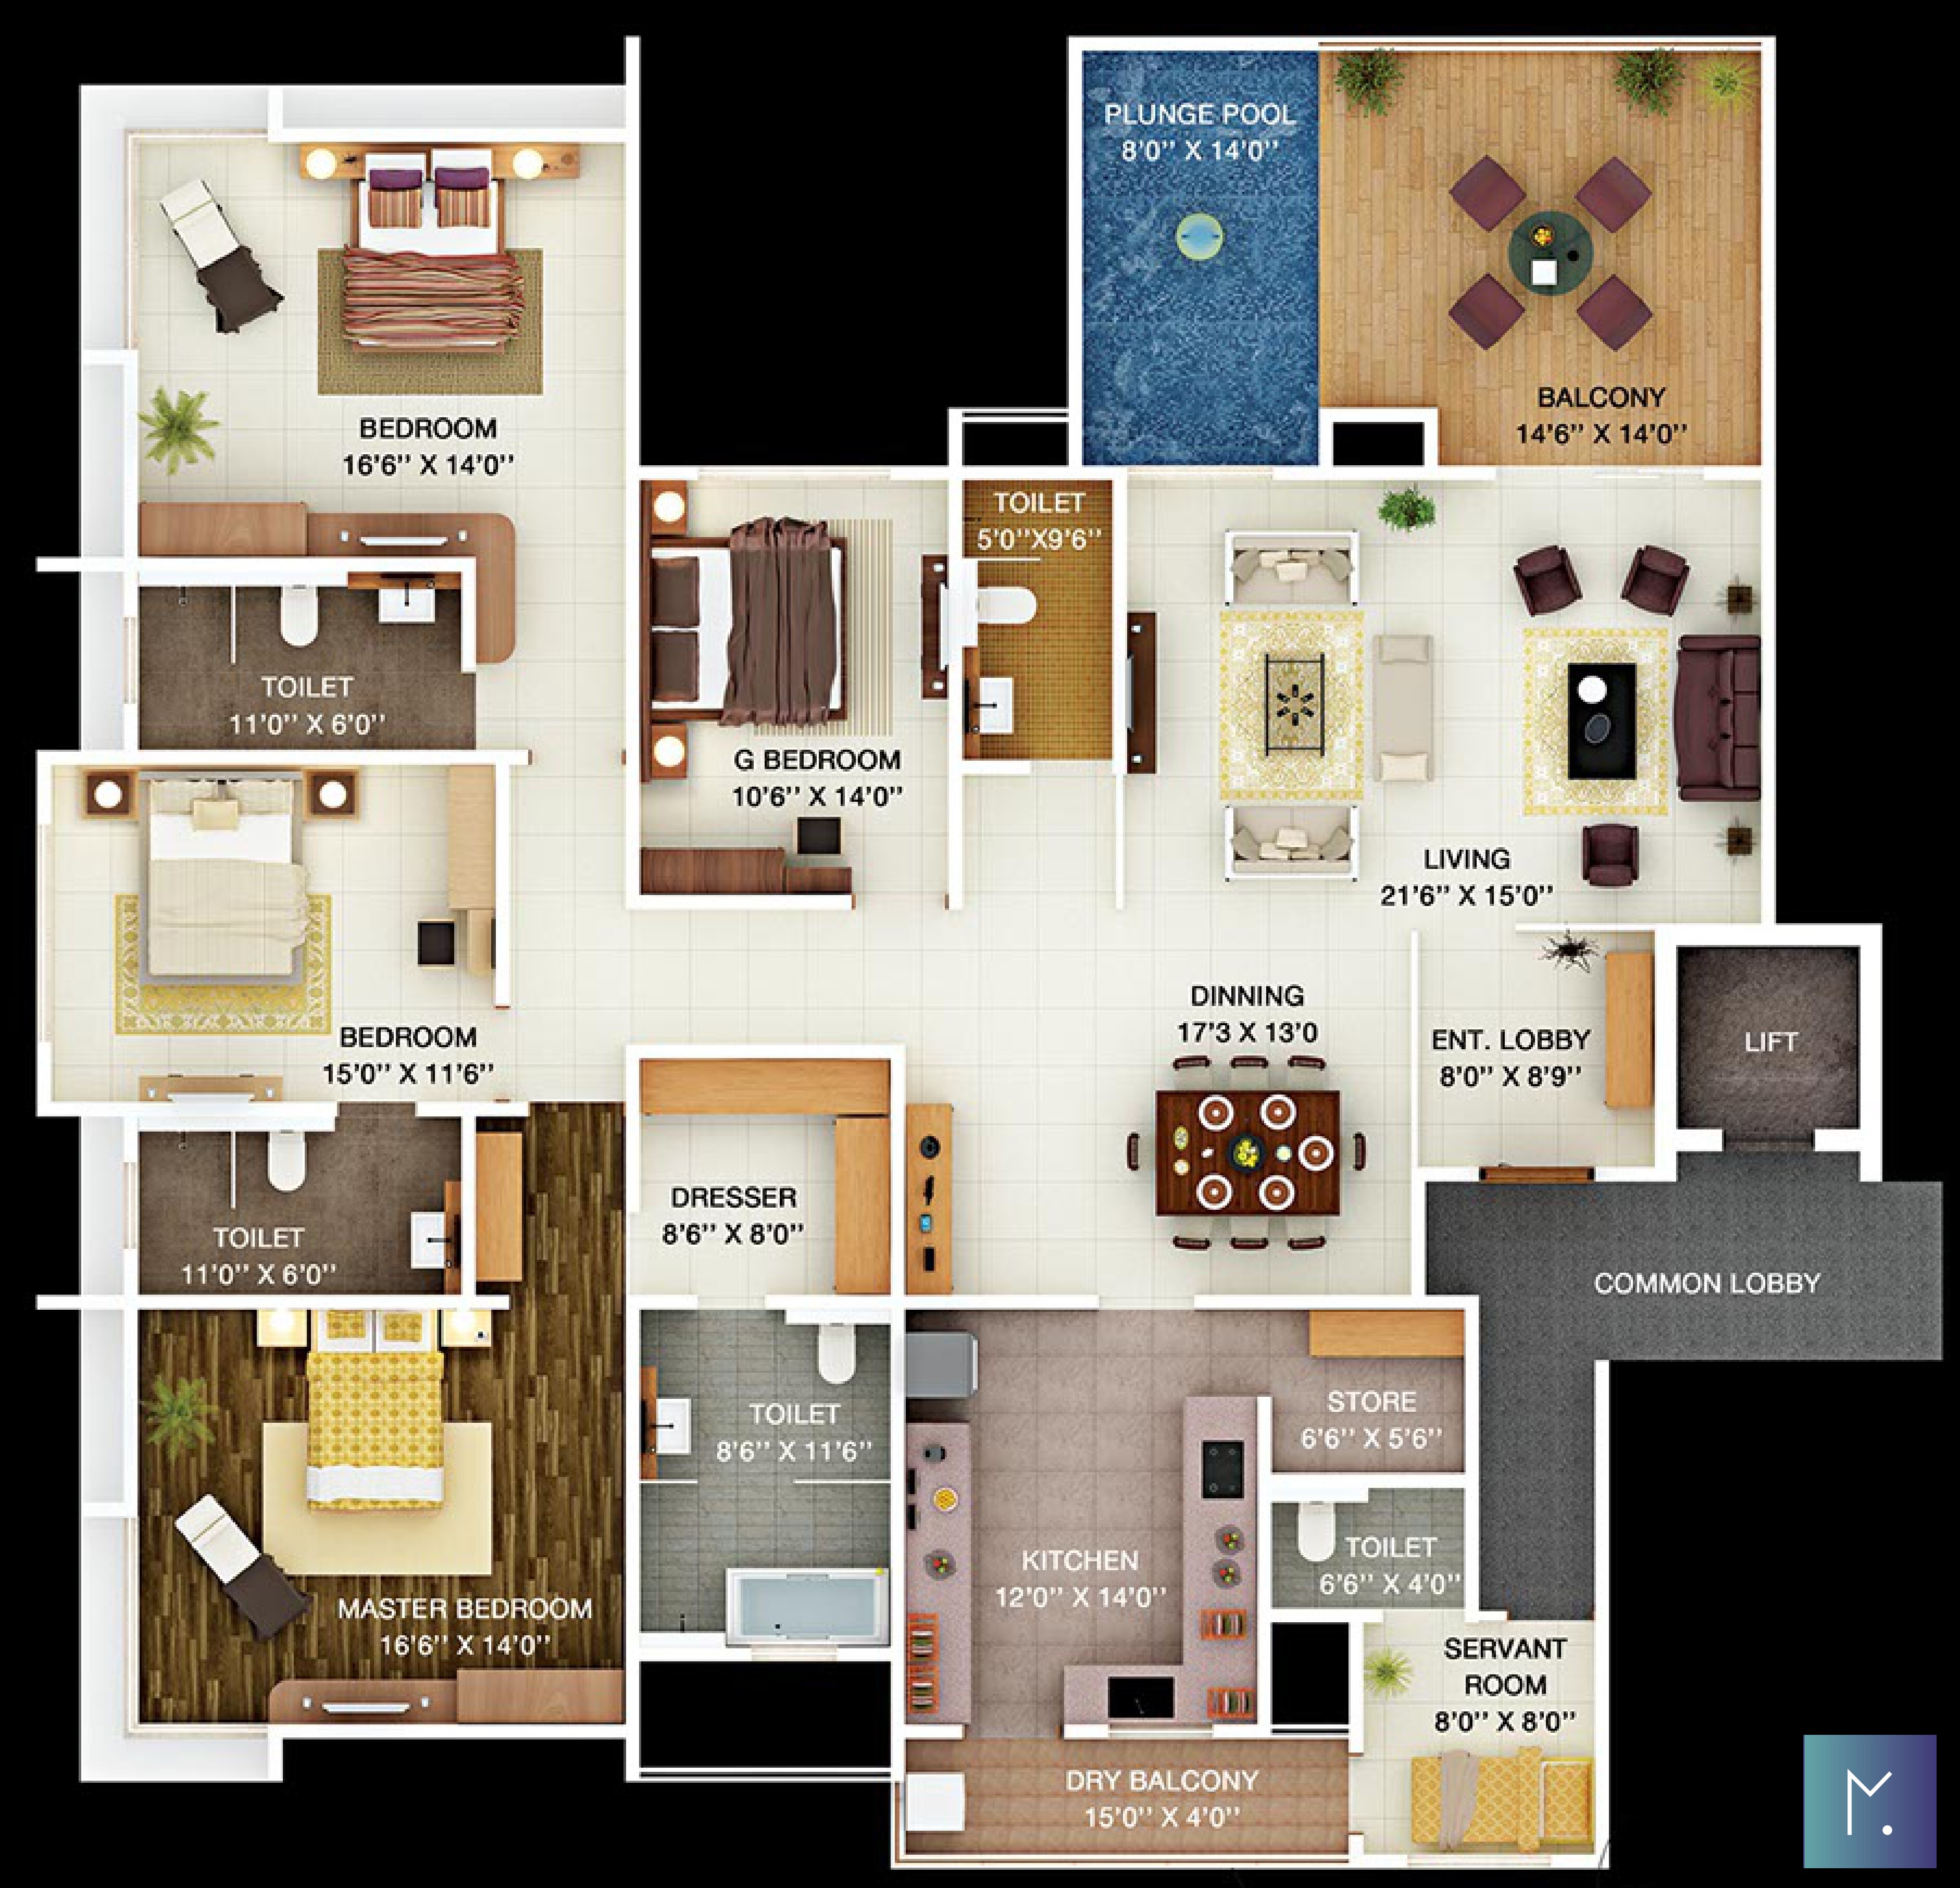 PLUNGE POOL
8'0'' X 14'0''
BALCONY
14'6'' X 14'0''
BEDROOM
16'6'' X 14'0''
TOILET
5'0''X9'6''
TOILET
11'0'' X 6'0''
G BEDROOM
10'6'' X 14'0''
LIVING
21'6'' X 15'0''
DINNING
17'3 X 13'0
BEDROOM
15'0'' X 11'6''
ENT. LOBBY
8'0'' X 8'9''
LIFT
DRESSER
8'6'' X 8'0''
TOILET
11'0'' X 6'0''
COMMON LOBBY
STORE
6'6'' X 5'6''
TOILET
8'6'' X 11'6''
KITCHEN
12'0'' X 14'0''
TOILET
6'6'' X 4'0''
MASTER BEDROOM
16'6'' X 14'0''
SERVANT
ROOM
8'0'' X 8'0''
DRY BALCONY
15'0'' X 4'0''
M.